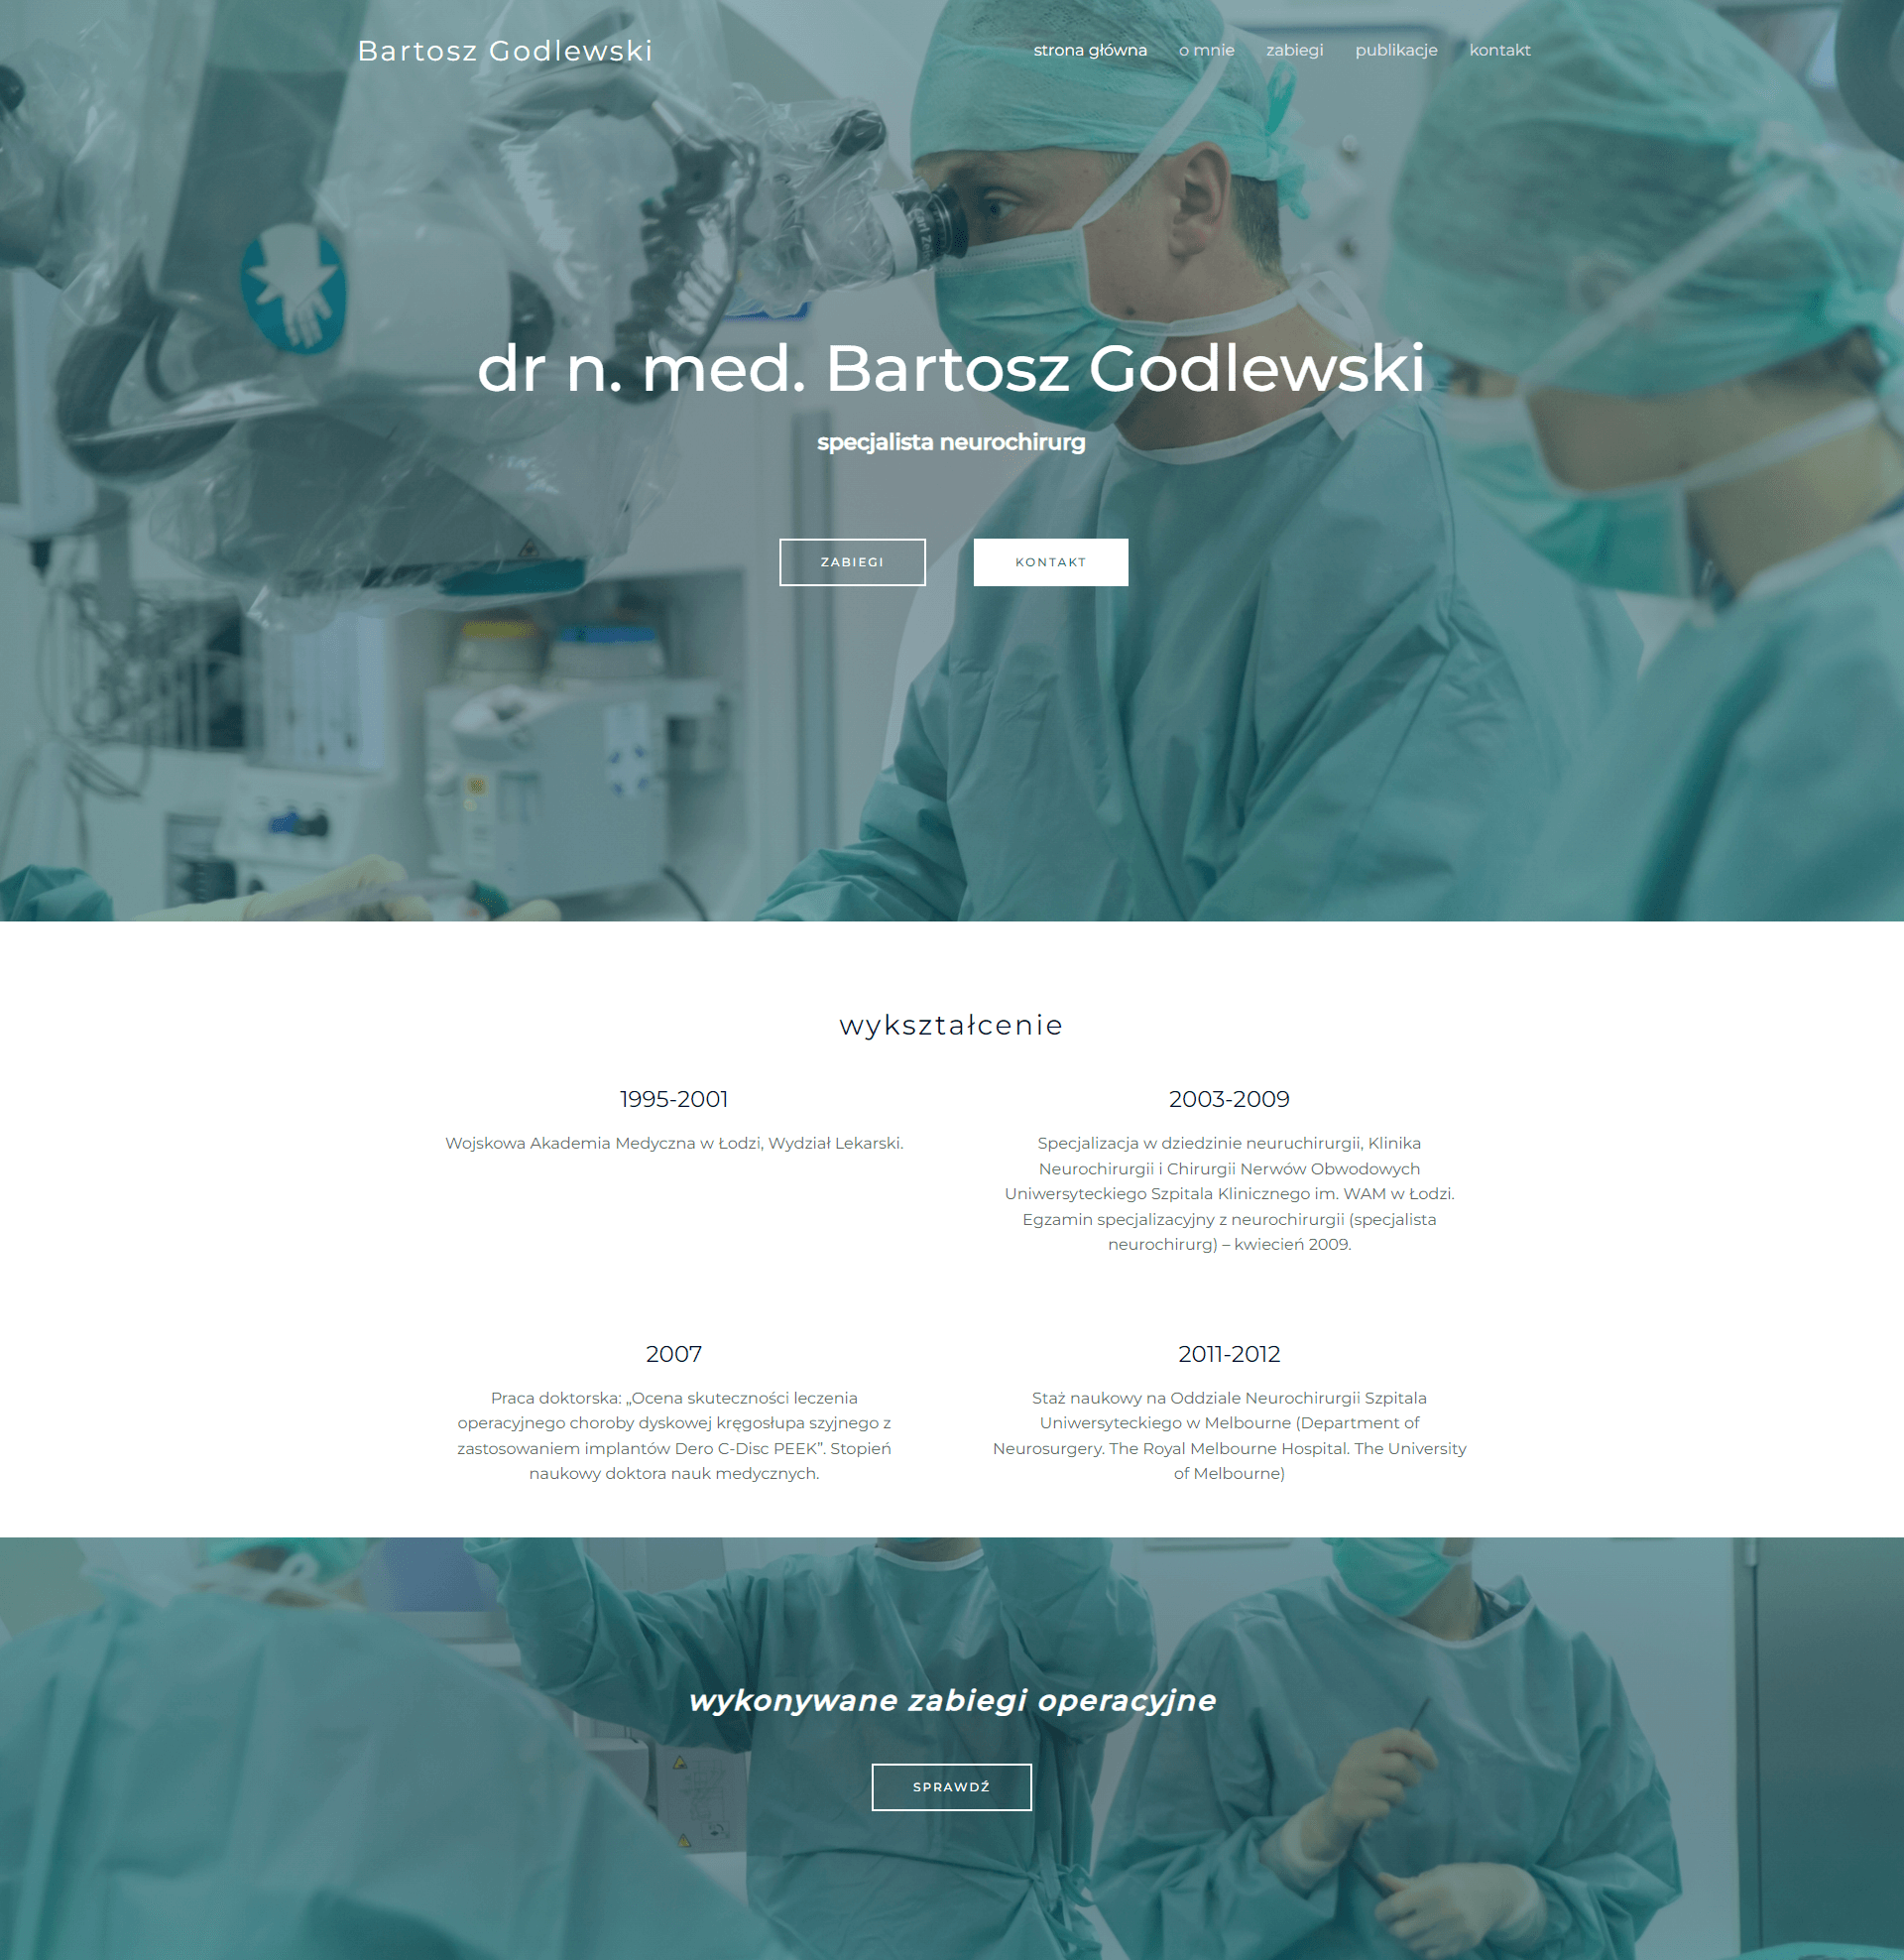 Bartosz Godlewski
strona główna o mnie zabiegi publikacje kontakt
dr n. med. Bartosz Godlewski
specjalista neurochirurg
ZABIEGI KONTAKT
wykształcenie
1995-2001
Wojskowa Akademia Medyczna w Łodzi, Wydział Lekarski.
2003-2009
Specjalizacja w dziedzinie neuruchirurgii, Klinika
Neurochirurgii i Chirurgii Nerwów Obwodowych
Uniwersyteckiego Szpitala Klinicznego im. WAM w Łodzi.
Egzamin specjalizacyjny z neurochirurgii (specjalista
neurochirurg) – kwiecień 2009.
2007
Praca doktorska: „Ocena skuteczności leczenia
operacyjnego choroby dyskowej kręgosłupa szyjnego z
zastosowaniem implantów Dero C-Disc PEEK”. Stopień
naukowy doktora nauk medycznych.
2011-2012
Staż naukowy na Oddziale Neurochirurgii Szpitala
Uniwersyteckiego w Melbourne (Department of
Neurosurgery. The Royal Melbourne Hospital. The University
of Melbourne)
wykonywane zabiegi operacyjne
SPRAWDŹ